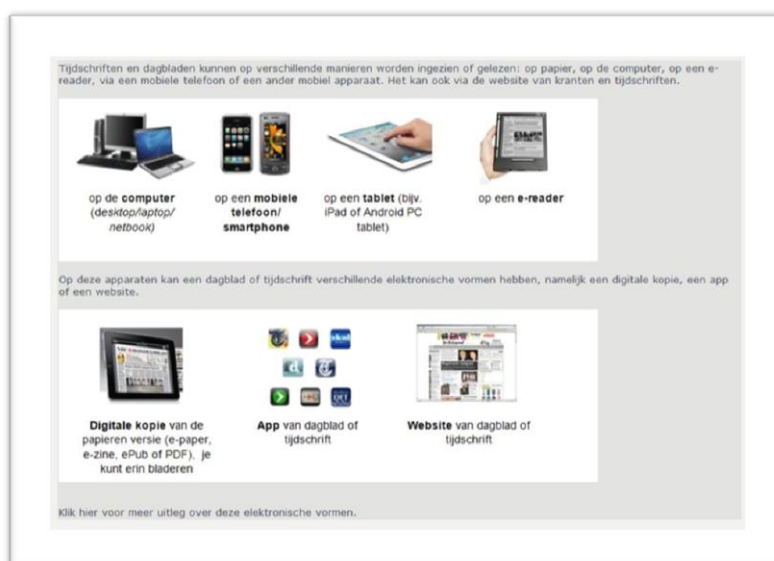 Tijdschriften en dagbladen kunnen op verschillende manieren worden ingezien of gelezen: op papier, op de computer, op een e-
reader, via een mobiele telefoon of een ander mobiel apparaat. Het kan ook via de website van kranten en tijdschriften.
op de computer
(desktop/laptop/
netbook)
op een mobiele
telefoon/
smartphone
op een tablet (bijv.
iPad of Android PC
tablet)
op een e-reader
Op deze apparaten kan een dagblad of tijdschrift verschillende elektronische vormen hebben, namelijk een digitale kopie, een app
of een website.
Digitale kopie van de
papieren versie (e-paper,
e-zine, ePub of PDF), je
kunt erin bladeren
App van dagblad of
tijdschrift
Website van dagblad of
tijdschrift
Klik hier voor meer uitleg over deze elektronische vormen.